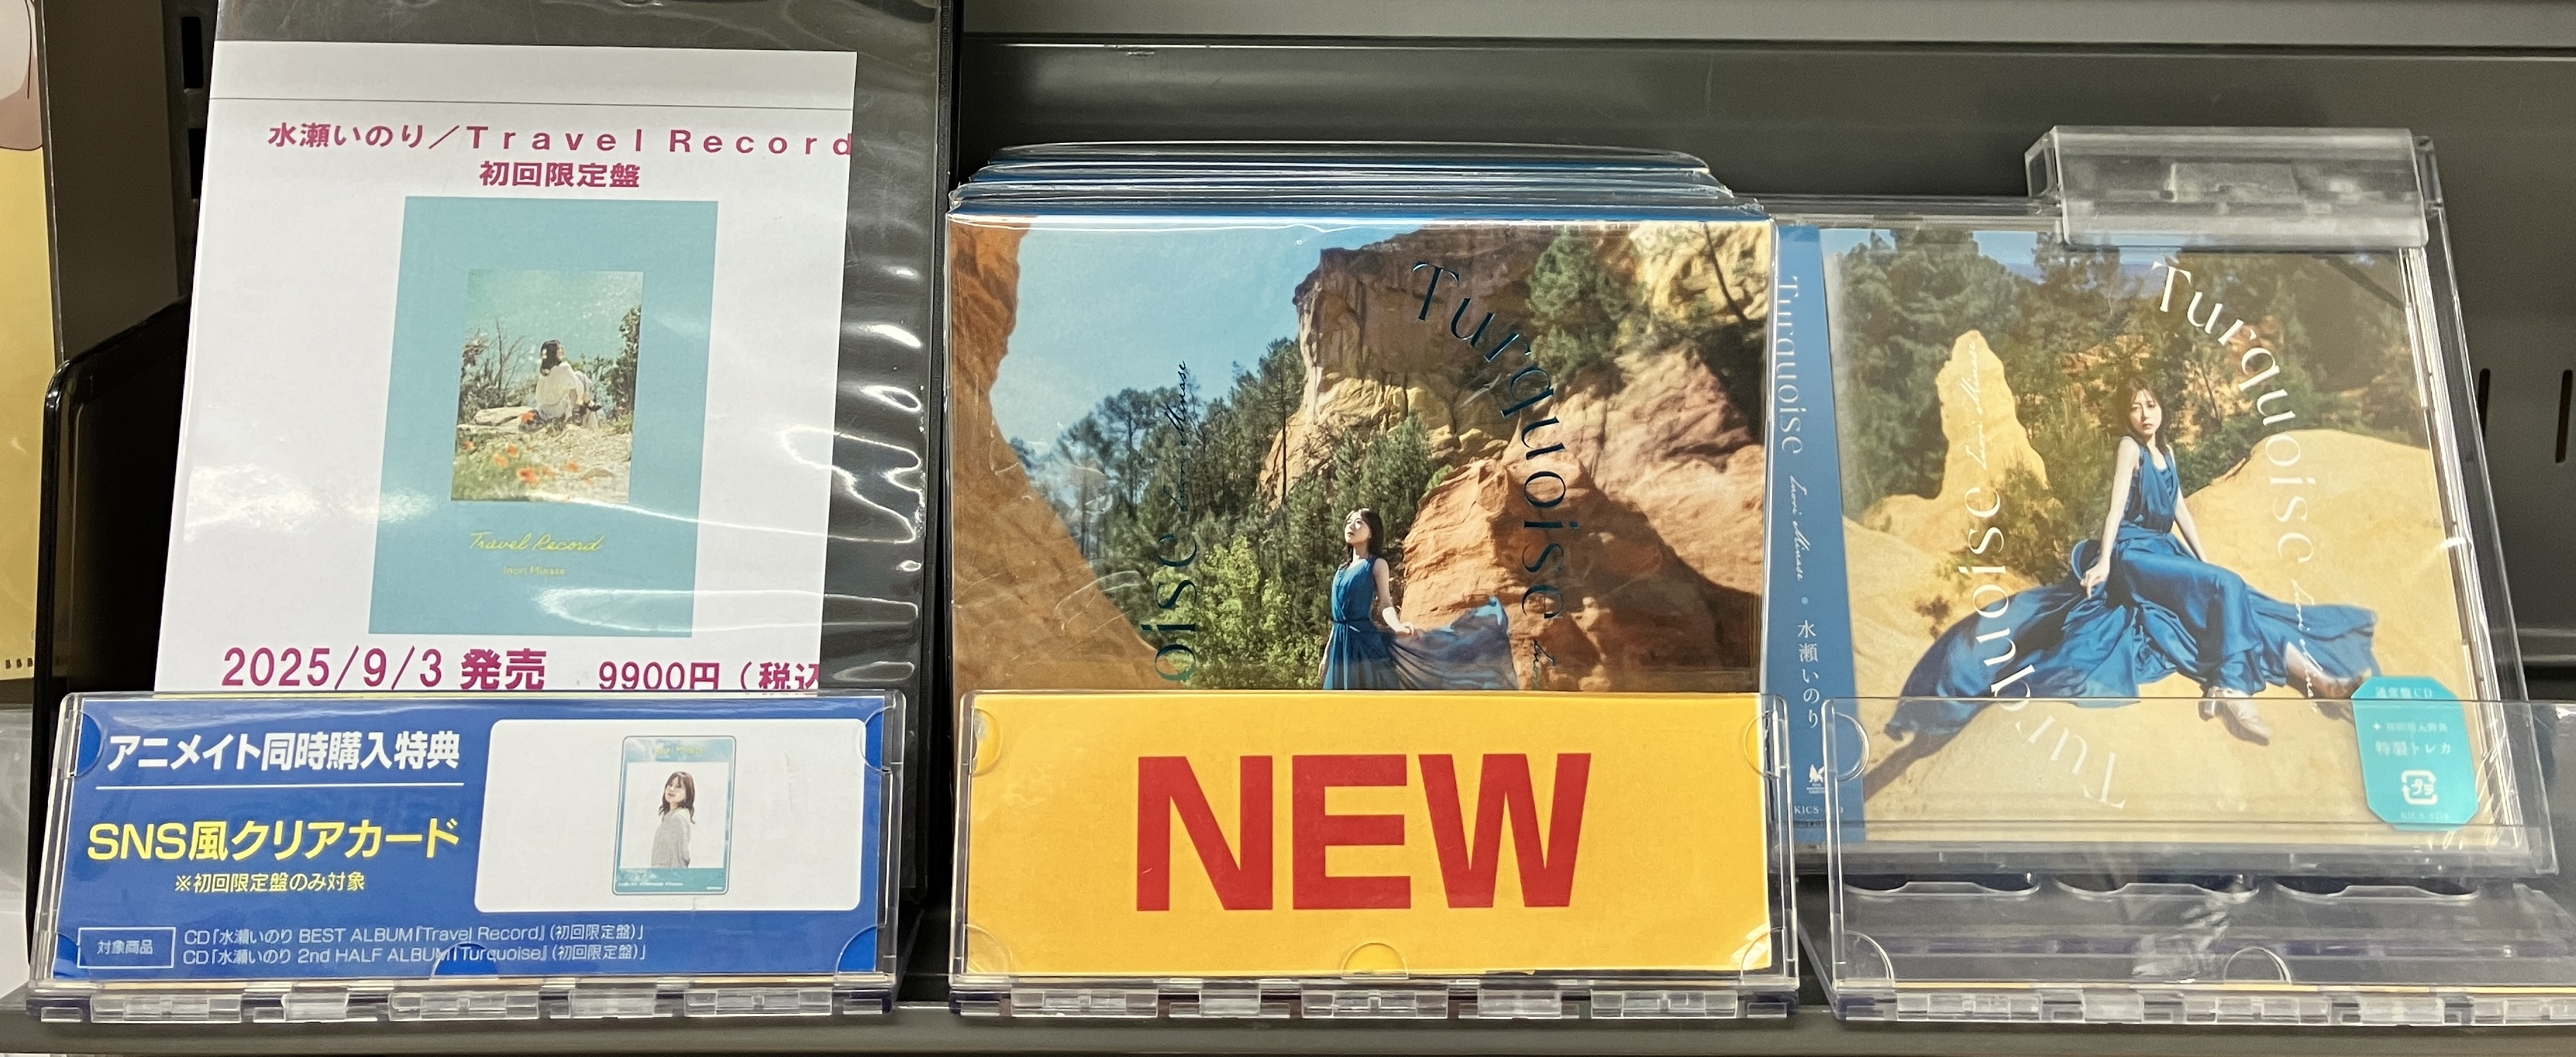 水瀬いのり／Travel Record
初回限定盤
Travel Record
Inori Minase
2025/9/3 発売　9900円（税込
アニメイト同時購入特典
SNS風クリアカード
※初回限定盤のみ対象
対象商品
CD「水瀬いのり BEST ALBUM『Travel Record』（初回限定盤）」
CD「水瀬いのり 2nd HALF ALBUM『Turquoise』（初回限定盤）」
Turquoise
oise Inori Minase
NEW
Turquoise Inori Minase ● 水瀬いのり
Turquoise
Turquoise Inori Minase
通常盤CD
特製トレカ